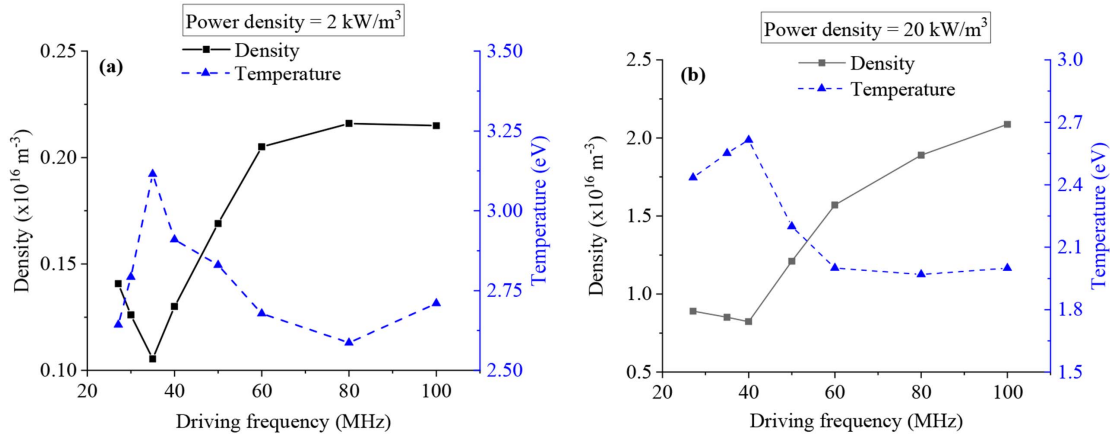 Power density = 2 kW/m³
Density
Temperature
(a)
0.25
0.20
0.15
0.10
Density (x10¹⁶ m⁻³)
3.50
3.25
3.00
2.75
2.50
Temperature (eV)
20 40 60 80 100
Driving frequency (MHz)
Power density = 20 kW/m³
Density
Temperature
(b)
2.5
2.0
1.5
1.0
0.5
Density (x10¹⁶ m⁻³)
3.0
2.7
2.4
2.1
1.8
1.5
Temperature (eV)
20 40 60 80 100
Driving frequency (MHz)